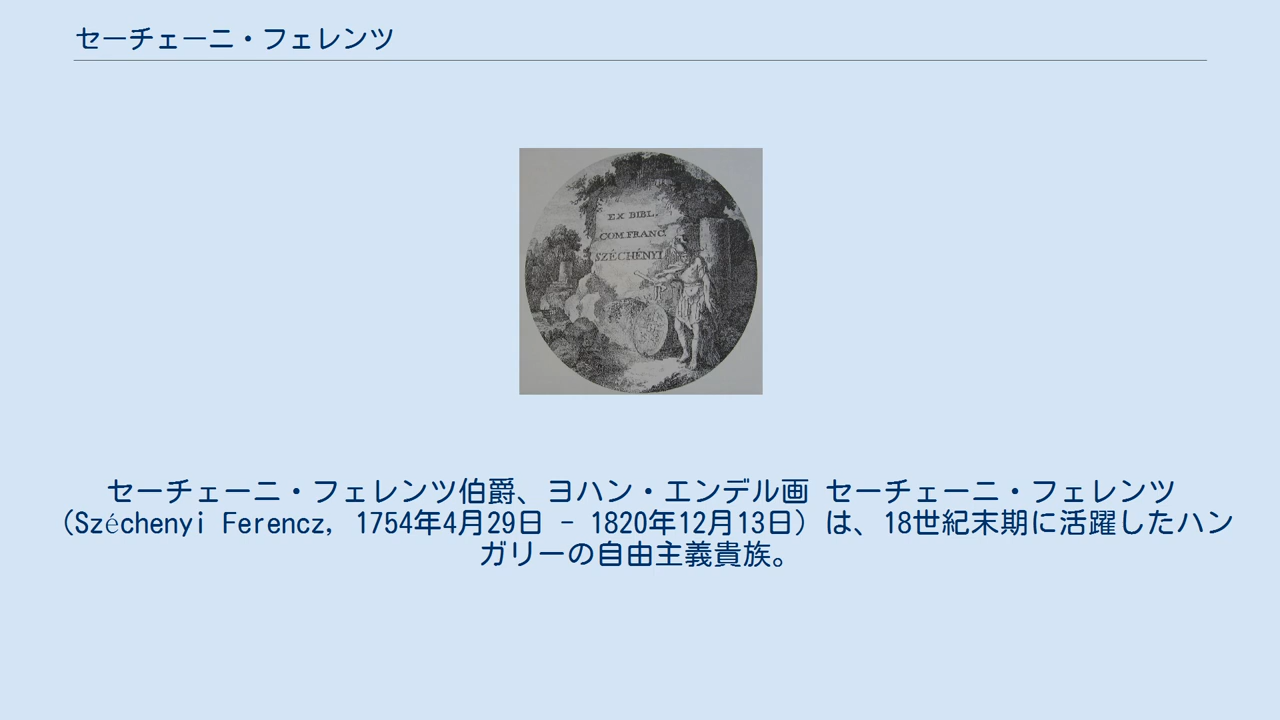 セーチェーニ・フェレンツ
EX BIBL.
COM.FRANC.
SZÉCHÉNYI
セーチェーニ・フェレンツ伯爵、ヨハン・エンデル画 セーチェーニ・フェレンツ
（Széchenyi Ferencz, 1754年4月29日 - 1820年12月13日）は、18世紀末期に活躍したハン
ガリーの自由主義貴族。